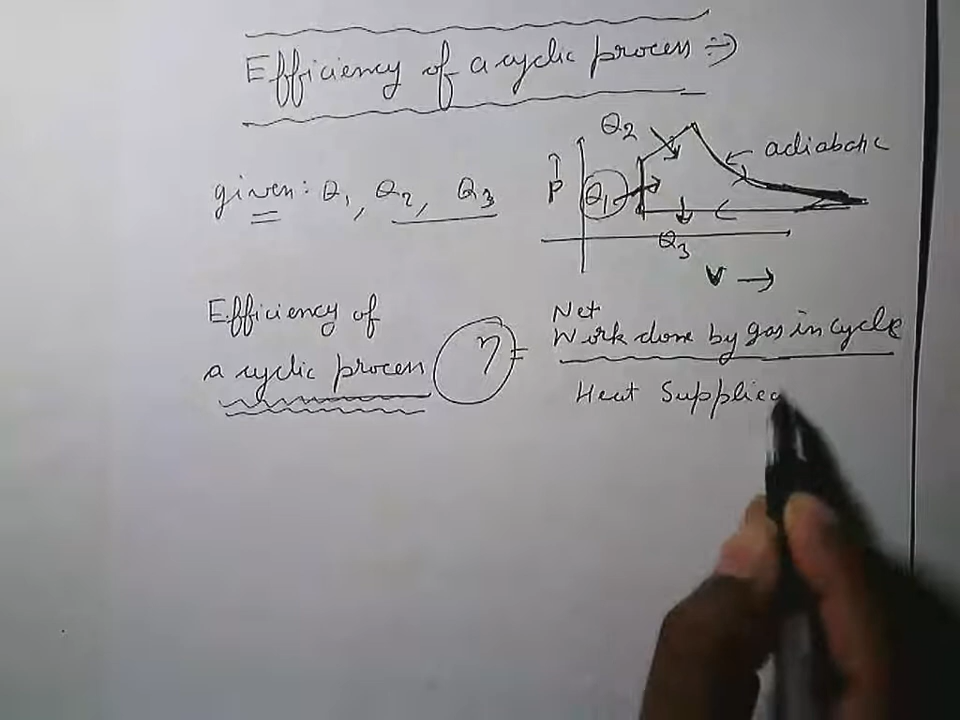 Efficiency of a cyclic process ⇒
given: Q1, Q2, Q3
Q2
adiabatic
P
Q1
Q3
V →
Efficiency of
a cyclic process η =
Net
Work done by gas in cycle
Heat Supplied